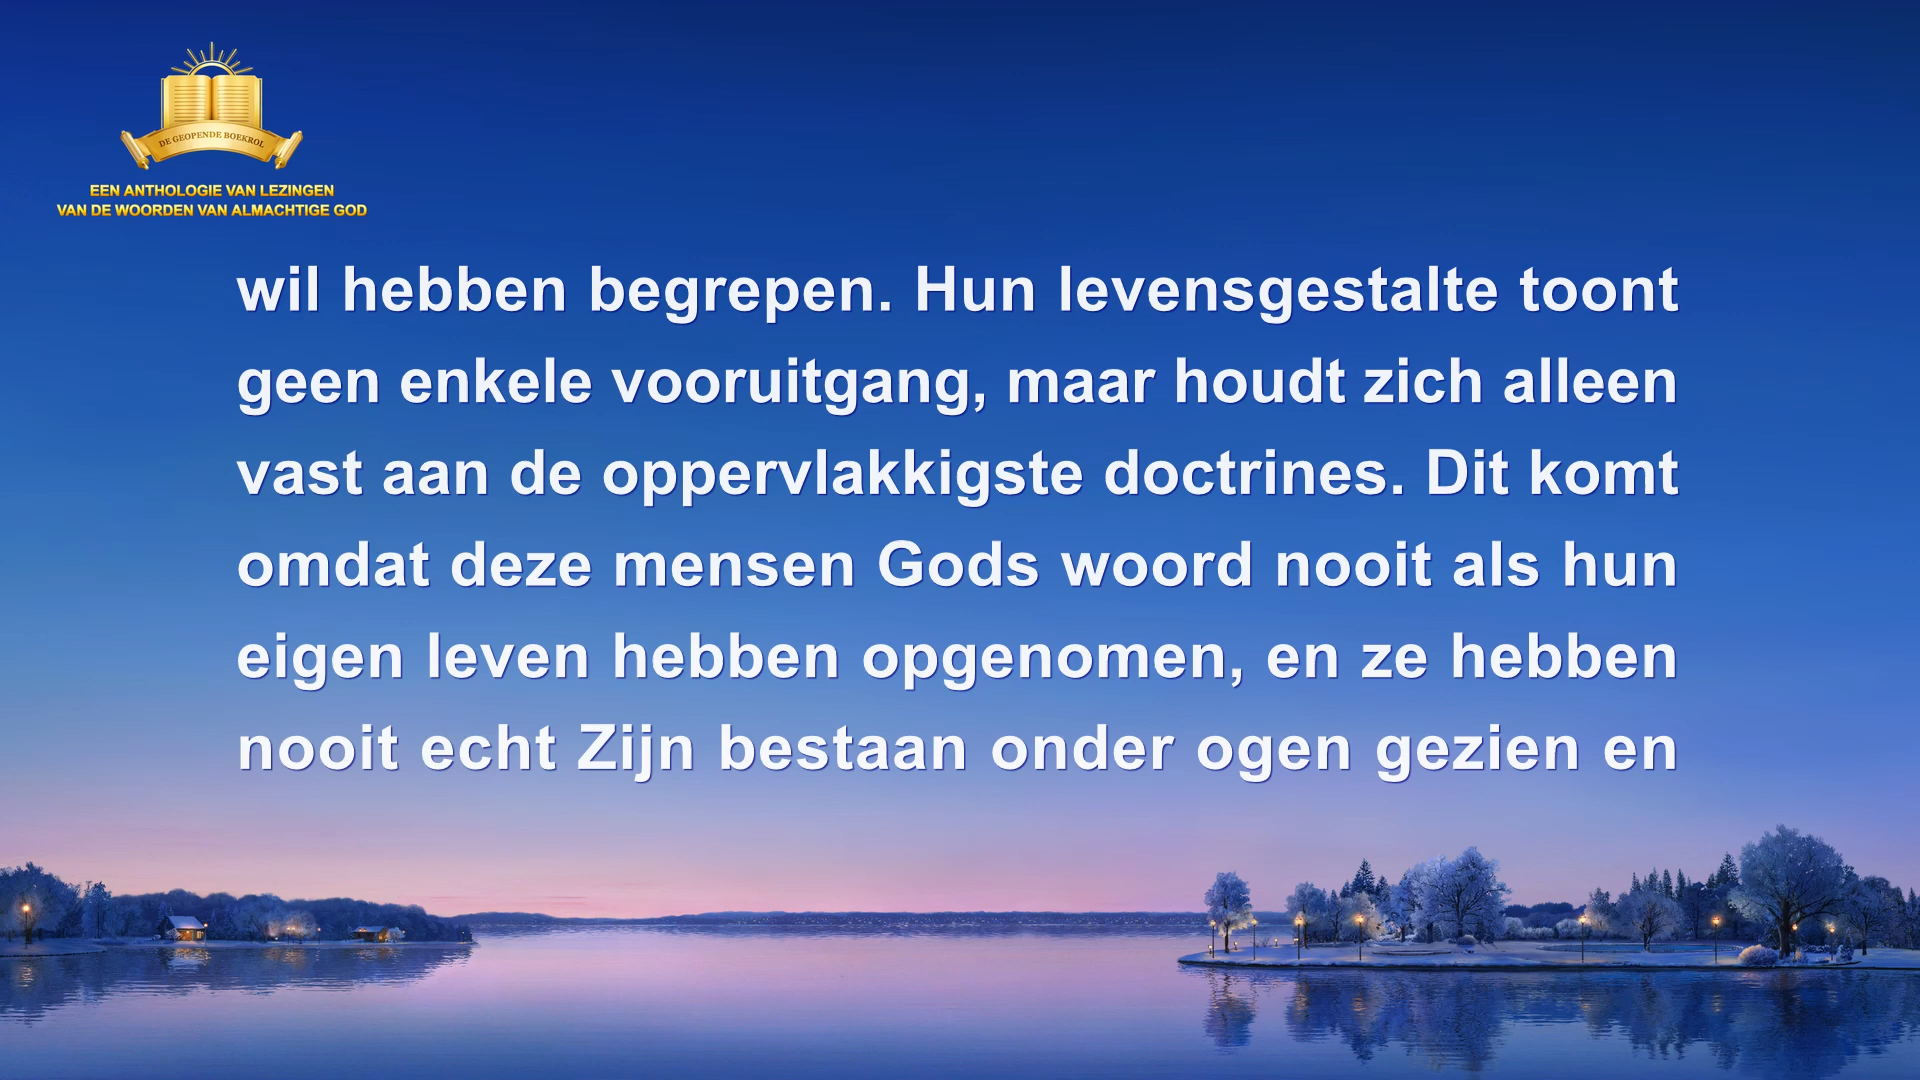 DE GEOPENDE BOEKROL
EEN ANTHOLOGIE VAN LEZINGEN
VAN DE WOORDEN VAN ALMACHTIGE GOD
wil hebben begrepen. Hun levensgestalte toont
geen enkele vooruitgang, maar houdt zich alleen
vast aan de oppervlakkigste doctrines. Dit komt
omdat deze mensen Gods woord nooit als hun
eigen leven hebben opgenomen, en ze hebben
nooit echt Zijn bestaan onder ogen gezien en